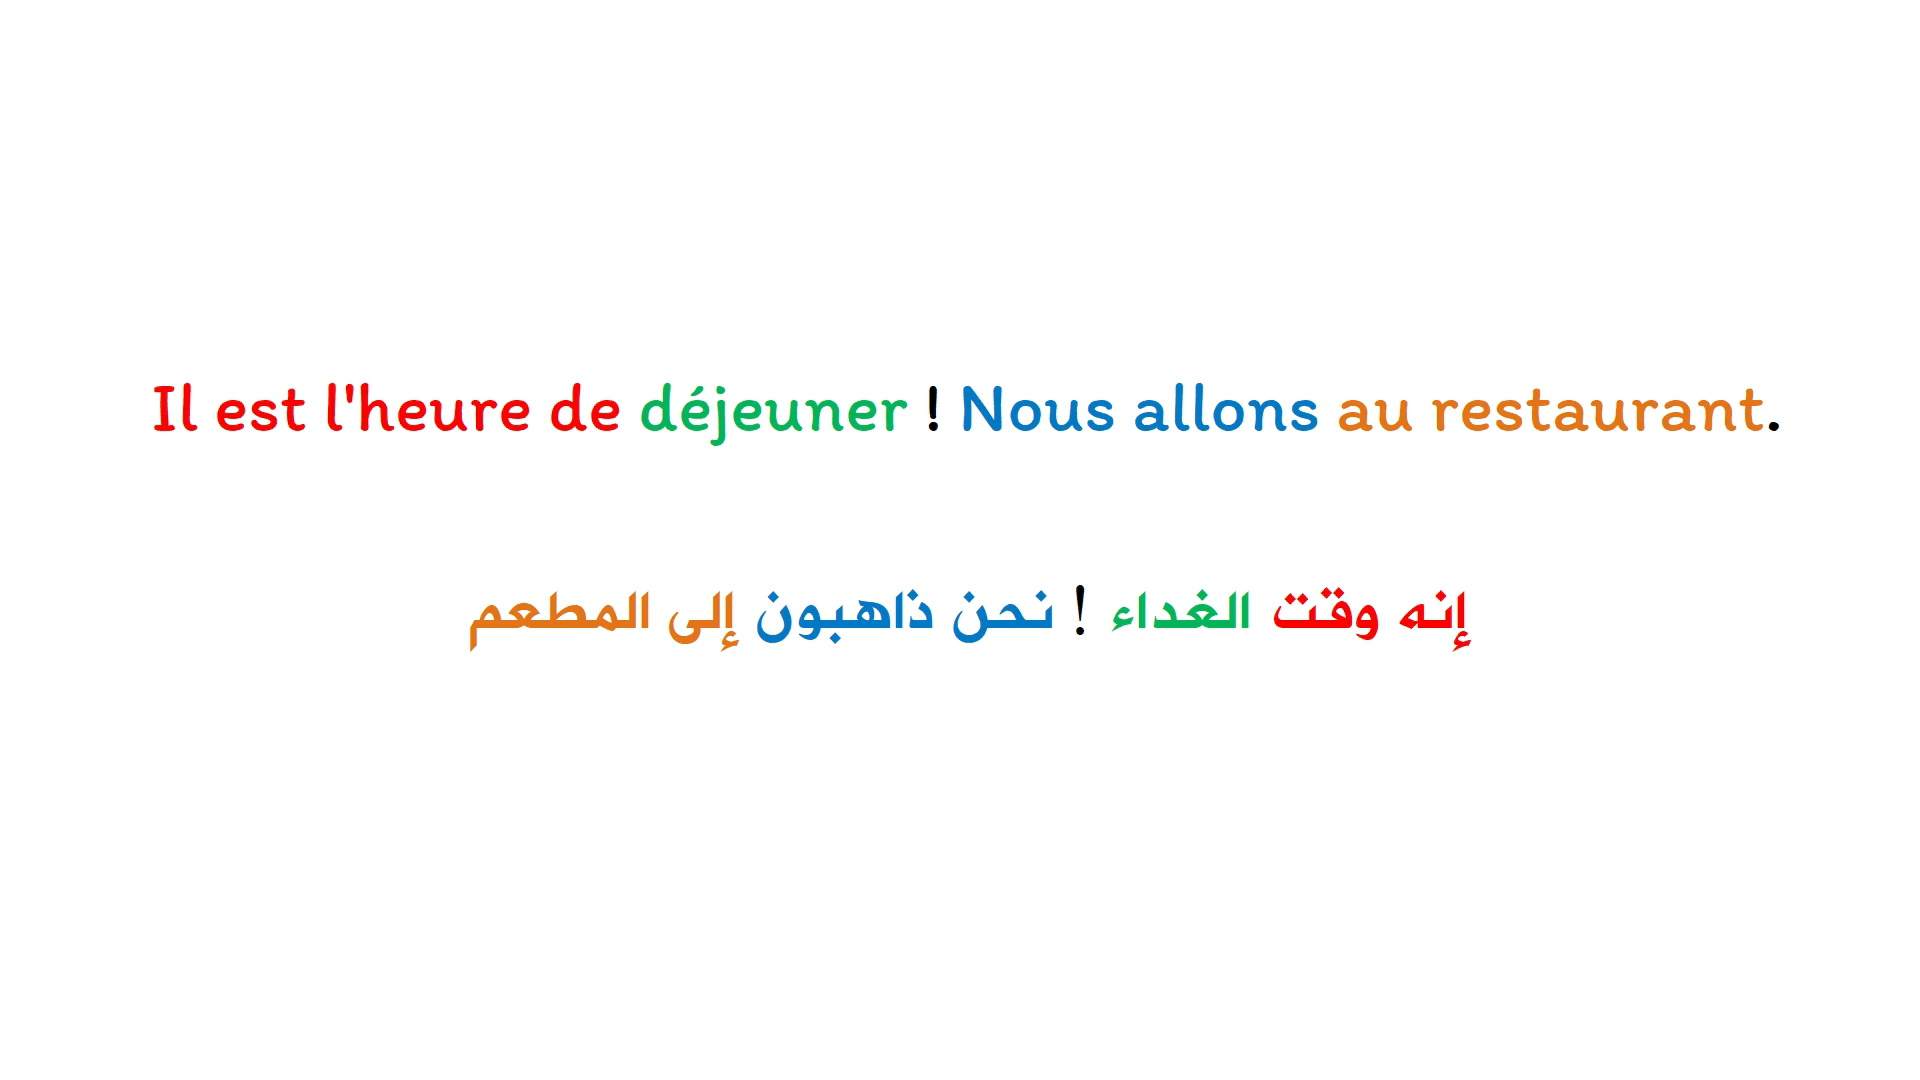 Il est l'heure de déjeuner ! Nous allons au restaurant.
إنه وقت الغداء ! نحن ذاهبون إلى المطعم